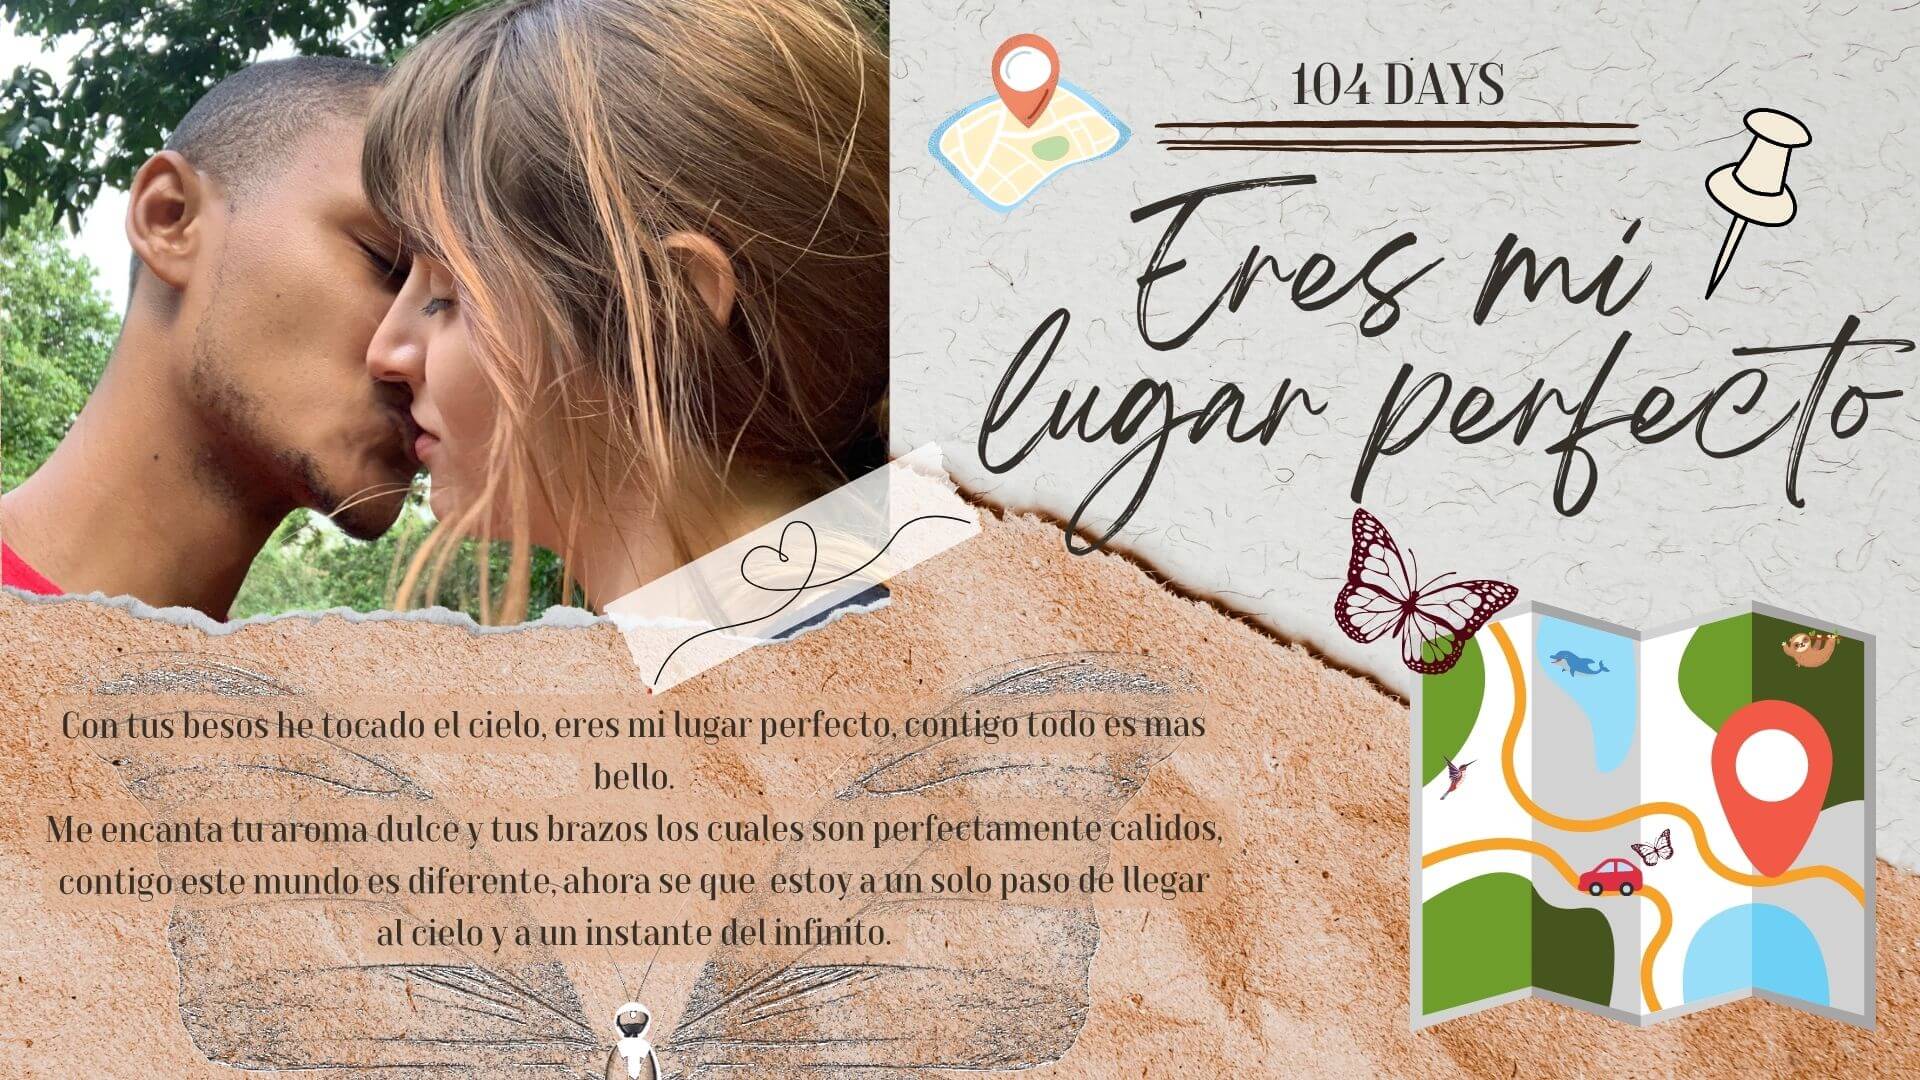 104 DAYS
Eres mi
lugar perfecto
Con tus besos he tocado el cielo, eres mi lugar perfecto, contigo todo es mas
bello.
Me encanta tu aroma dulce y tus brazos los cuales son perfectamente calidos,
contigo este mundo es diferente, ahora se que estoy a un solo paso de llegar
al cielo y a un instante del infinito.